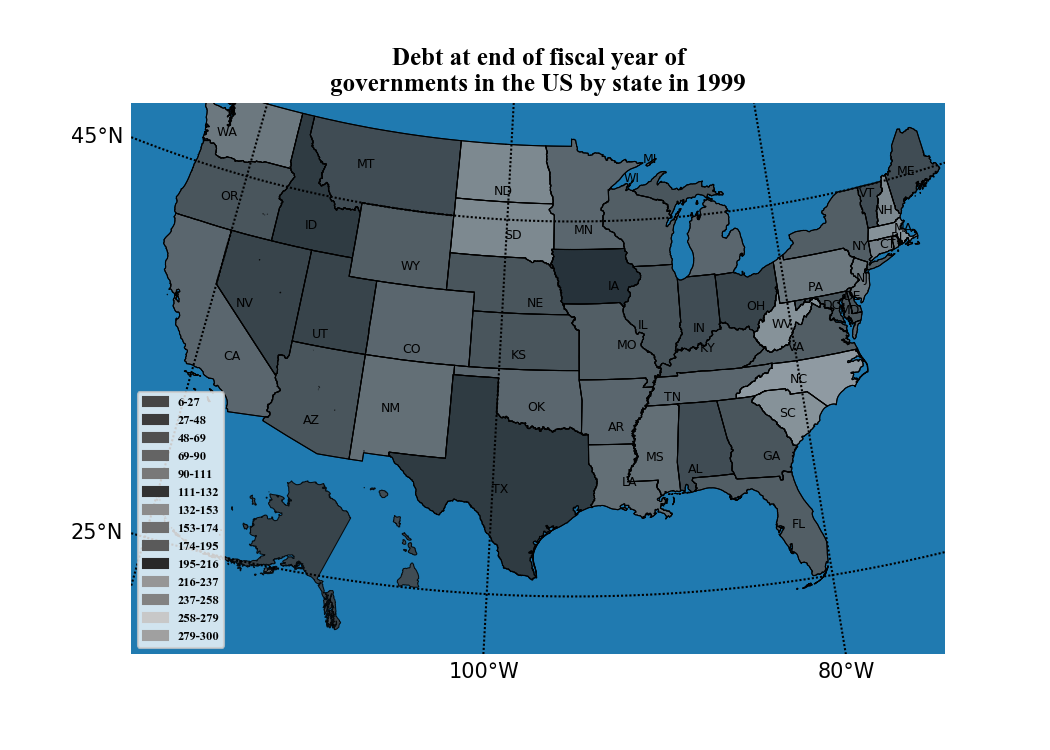 Debt at end of fiscal year of
governments in the US by state in 1999
45°N
25°N
100°W
80°W
WA
MT
ND
MI
WI
ME
VT
NH
MA
OR
ID
SD
MN
NY
CT
RI
WY
NV
NE
IA
PA
NJ
OH
DE
DC
MD
UT
CO
IL
IN
WV
VA
CA
KS
MO
KY
NM
OK
TN
NC
AZ
AR
SC
MS
AL
GA
TX
LA
FL
6-27
27-48
48-69
69-90
90-111
111-132
132-153
153-174
174-195
195-216
216-237
237-258
258-279
279-300